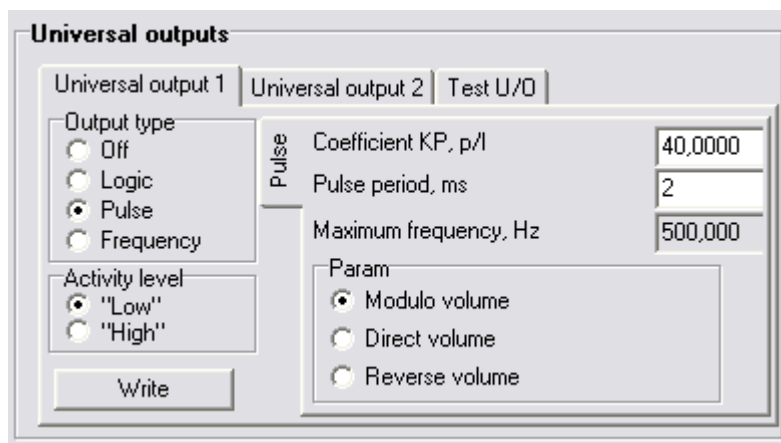 Universal outputs
Universal output 1
Universal output 2
Test U/O
Output type
Off
Logic
Pulse
Frequency
Activity level
"Low"
"High"
Write
Pulse
Coefficient KP, p/l
40,0000
Pulse period, ms
2
Maximum frequency, Hz
500,000
Param
Modulo volume
Direct volume
Reverse volume